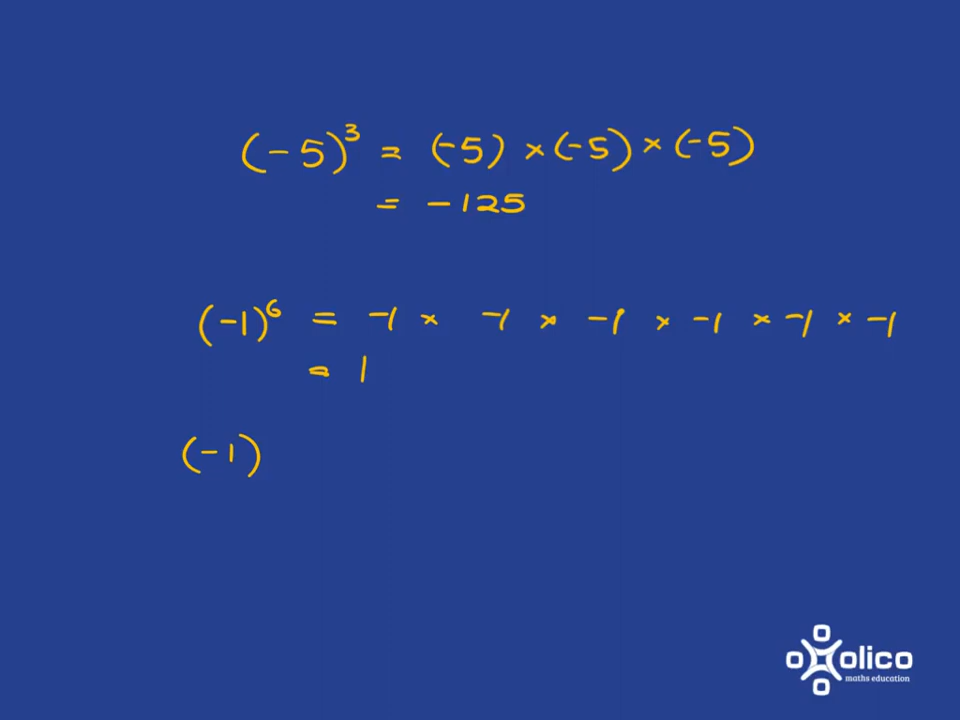 (-5)³ = (-5) × (-5) × (-5)
= -125
(-1)⁶ = -1 × -1 × -1 × -1 × -1 × -1
= 1
(-1)
olico
maths education